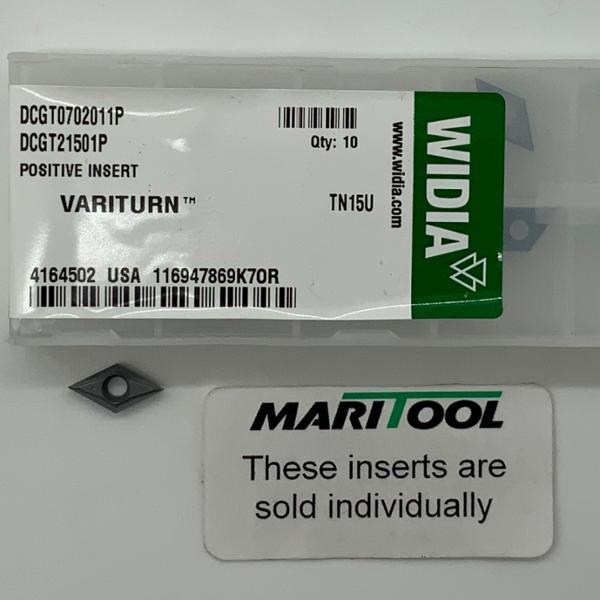 DCGT0702011P
DCGT21501P
Qty: 10
POSITIVE INSERT
VARITURN™
TN15U
www.widia.com
WIDIA
4164502 USA 116947869K70R
MARITOOL
These inserts are
sold individually